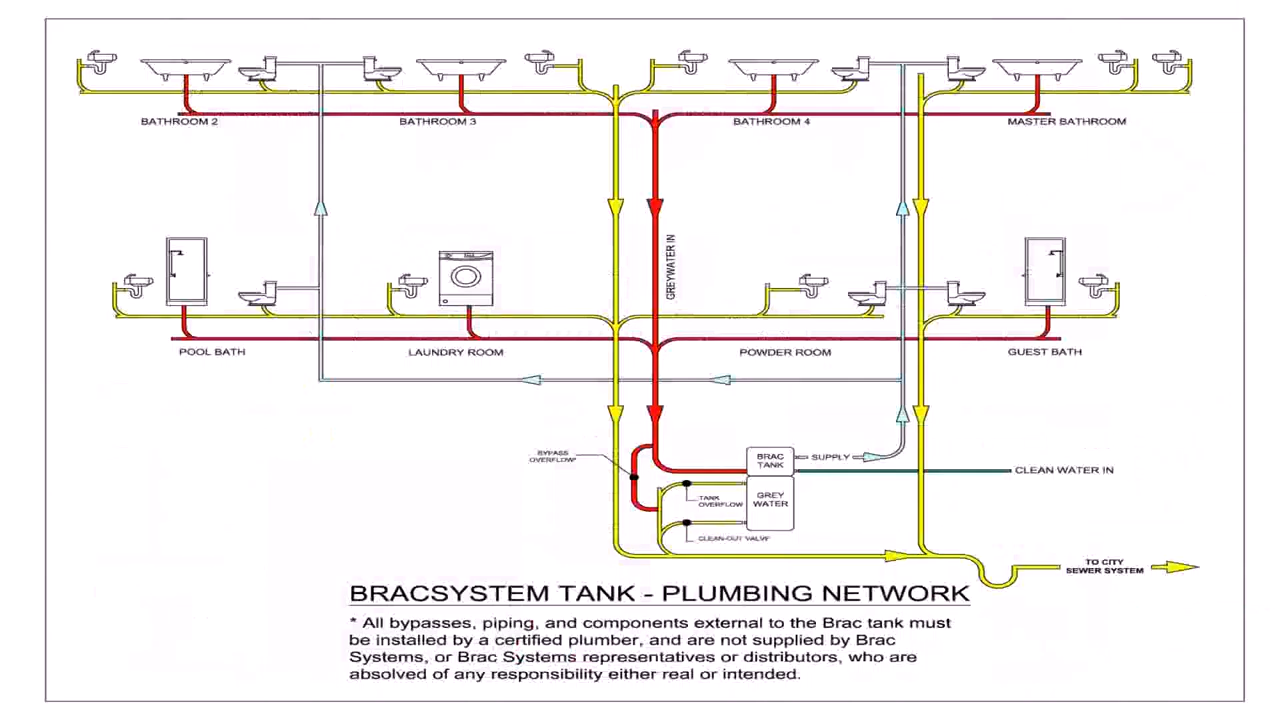 BATHROOM 2
BATHROOM 3
BATHROOM 4
MASTER BATHROOM
GREYWATER IN
POOL BATH
LAUNDRY ROOM
POWDER ROOM
GUEST BATH
BYPASS
OVERFLOW
BRAC
TANK
SUPPLY
CLEAN WATER IN
GREY
WATER
TANK
OVERFLOW
CLEAN-OUT VALVE
TO CITY
SEWER SYSTEM
BRACSYSTEM TANK - PLUMBING NETWORK
* All bypasses, piping, and components external to the Brac tank must
be installed by a certified plumber, and are not supplied by Brac
Systems, or Brac Systems representatives or distributors, who are
absolved of any responsibility either real or intended.